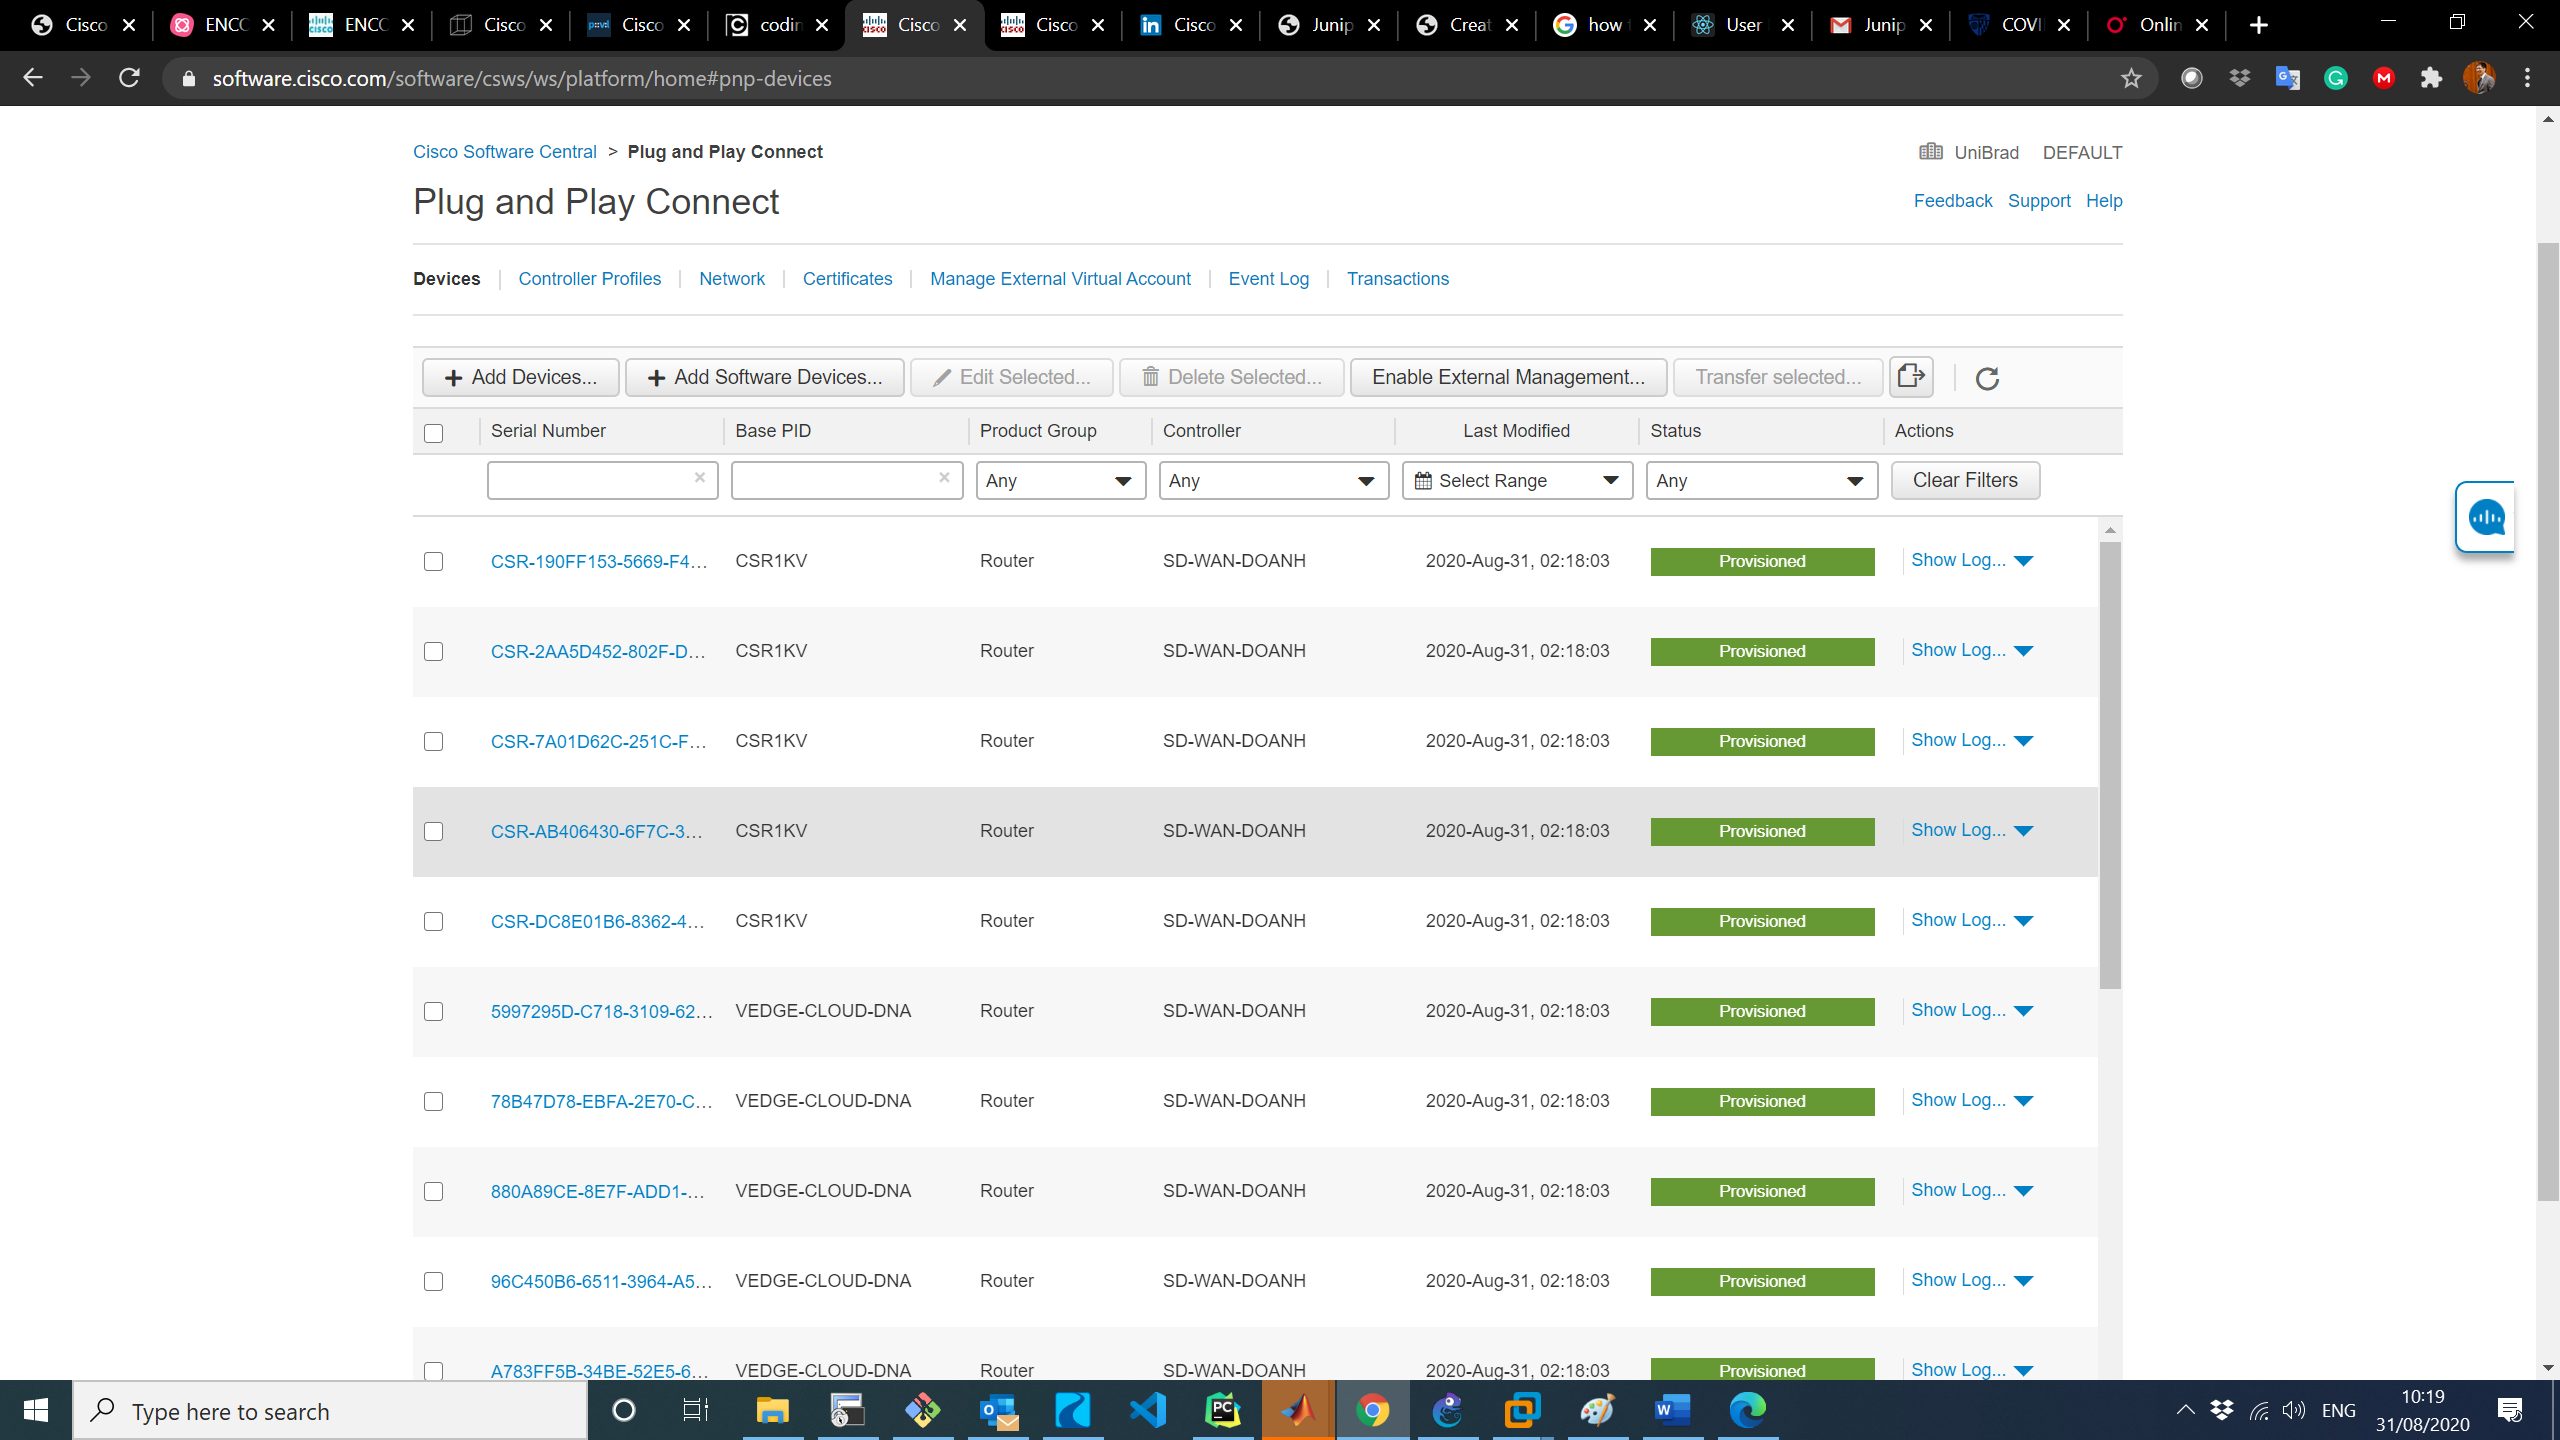 Cisco ENCC ENCC Cisco Cisco codin Cisco Cisco Cisco Junip Creat how User Junip COVI Onlin
software.cisco.com/software/csws/ws/platform/home#pnp-devices
Cisco Software Central > Plug and Play Connect UniBrad DEFAULT
Plug and Play Connect Feedback Support Help
Devices Controller Profiles Network Certificates Manage External Virtual Account Event Log Transactions
+ Add Devices... + Add Software Devices... Edit Selected... Delete Selected... Enable External Management... Transfer selected...
Serial Number Base PID Product Group Controller Last Modified Status Actions
Any Any Select Range Any Clear Filters
CSR-190FF153-5669-F4... CSR1KV Router SD-WAN-DOANH 2020-Aug-31, 02:18:03 Provisioned Show Log...
CSR-2AA5D452-802F-D... CSR1KV Router SD-WAN-DOANH 2020-Aug-31, 02:18:03 Provisioned Show Log...
CSR-7A01D62C-251C-F... CSR1KV Router SD-WAN-DOANH 2020-Aug-31, 02:18:03 Provisioned Show Log...
CSR-AB406430-6F7C-3... CSR1KV Router SD-WAN-DOANH 2020-Aug-31, 02:18:03 Provisioned Show Log...
CSR-DC8E01B6-8362-4... CSR1KV Router SD-WAN-DOANH 2020-Aug-31, 02:18:03 Provisioned Show Log...
5997295D-C718-3109-62... VEDGE-CLOUD-DNA Router SD-WAN-DOANH 2020-Aug-31, 02:18:03 Provisioned Show Log...
78B47D78-EBFA-2E70-C... VEDGE-CLOUD-DNA Router SD-WAN-DOANH 2020-Aug-31, 02:18:03 Provisioned Show Log...
880A89CE-8E7F-ADD1-... VEDGE-CLOUD-DNA Router SD-WAN-DOANH 2020-Aug-31, 02:18:03 Provisioned Show Log...
96C450B6-6511-3964-A5... VEDGE-CLOUD-DNA Router SD-WAN-DOANH 2020-Aug-31, 02:18:03 Provisioned Show Log...
A783FF5B-34BE-52E5-6... VEDGE-CLOUD-DNA Router SD-WAN-DOANH 2020-Aug-31, 02:18:03 Provisioned Show Log...
Type here to search ENG 10:19
31/08/2020